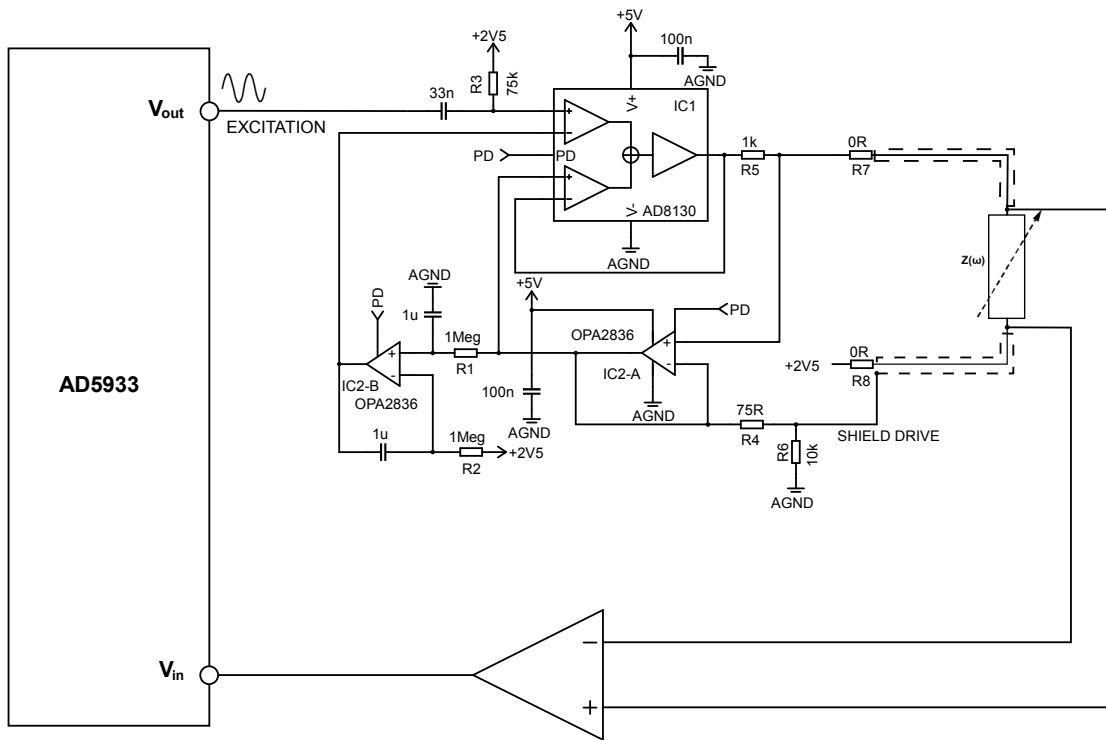 AD5933
Vout
EXCITATION
33n
+2V5
R3
75k
+5V
100n
AGND
IC1
V+
PD
PD
V-
AD8130
AGND
1k
R5
0R
R7
Z(ω)
AGND
1u
PD
1Meg
R1
IC2-B
OPA2836
1u
1Meg
R2
+2V5
+5V
100n
AGND
OPA2836
IC2-A
PD
AGND
75R
R4
R6
10k
AGND
SHIELD DRIVE
+2V5
0R
R8
Vin